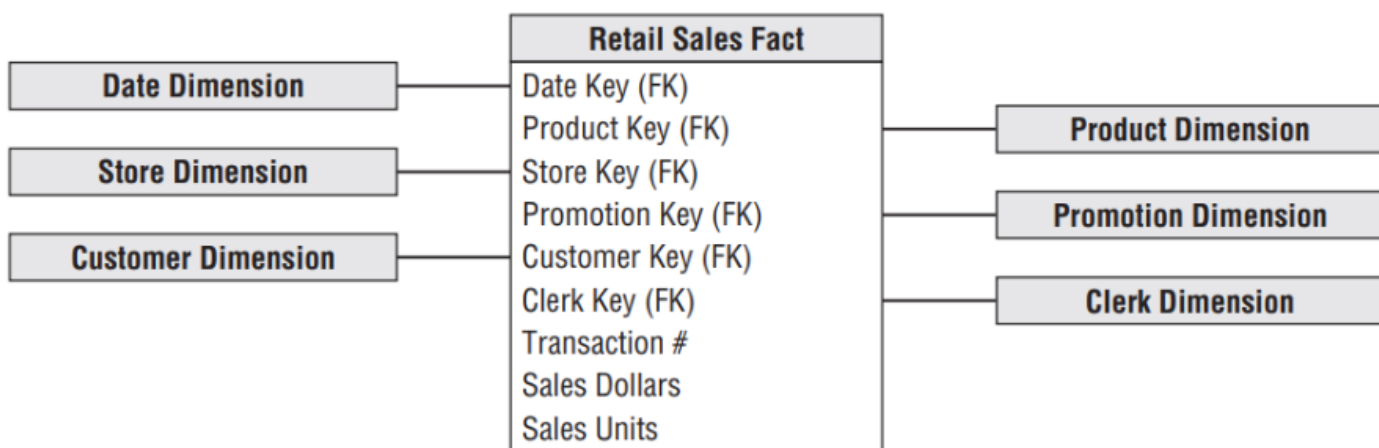 Retail Sales Fact
Date Dimension
Date Key (FK)
Product Key (FK)
Product Dimension
Store Dimension
Store Key (FK)
Promotion Key (FK)
Promotion Dimension
Customer Dimension
Customer Key (FK)
Clerk Key (FK)
Clerk Dimension
Transaction #
Sales Dollars
Sales Units